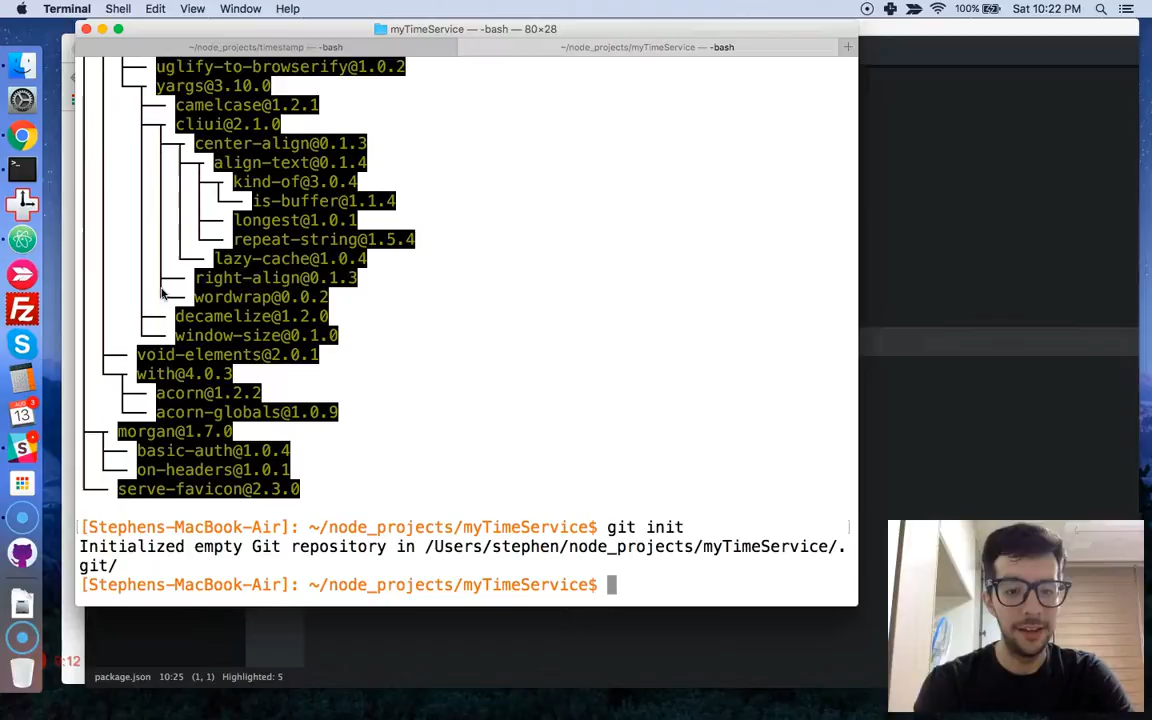 Terminal Shell Edit View Window Help 100% Sat 10:22 PM
myTimeService — -bash — 80×28
~/node_projects/timestamp — -bash ~/node_projects/myTimeService — -bash
uglify-to-browserify@1.0.2
yargs@3.10.0
camelcase@1.2.1
cliui@2.1.0
center-align@0.1.3
align-text@0.1.4
kind-of@3.0.4
is-buffer@1.1.4
longest@1.0.1
repeat-string@1.5.4
lazy-cache@1.0.4
right-align@0.1.3
wordwrap@0.0.2
decamelize@1.2.0
window-size@0.1.0
void-elements@2.0.1
with@4.0.3
acorn@1.2.2
acorn-globals@1.0.9
morgan@1.7.0
basic-auth@1.0.4
on-headers@1.0.1
serve-favicon@2.3.0
[Stephens-MacBook-Air]: ~/node_projects/myTimeService$ git init
Initialized empty Git repository in /Users/stephen/node_projects/myTimeService/.
git/
[Stephens-MacBook-Air]: ~/node_projects/myTimeService$
AUG
3
13
:12
package.json 10:25 (1, 1) Highlighted: 5